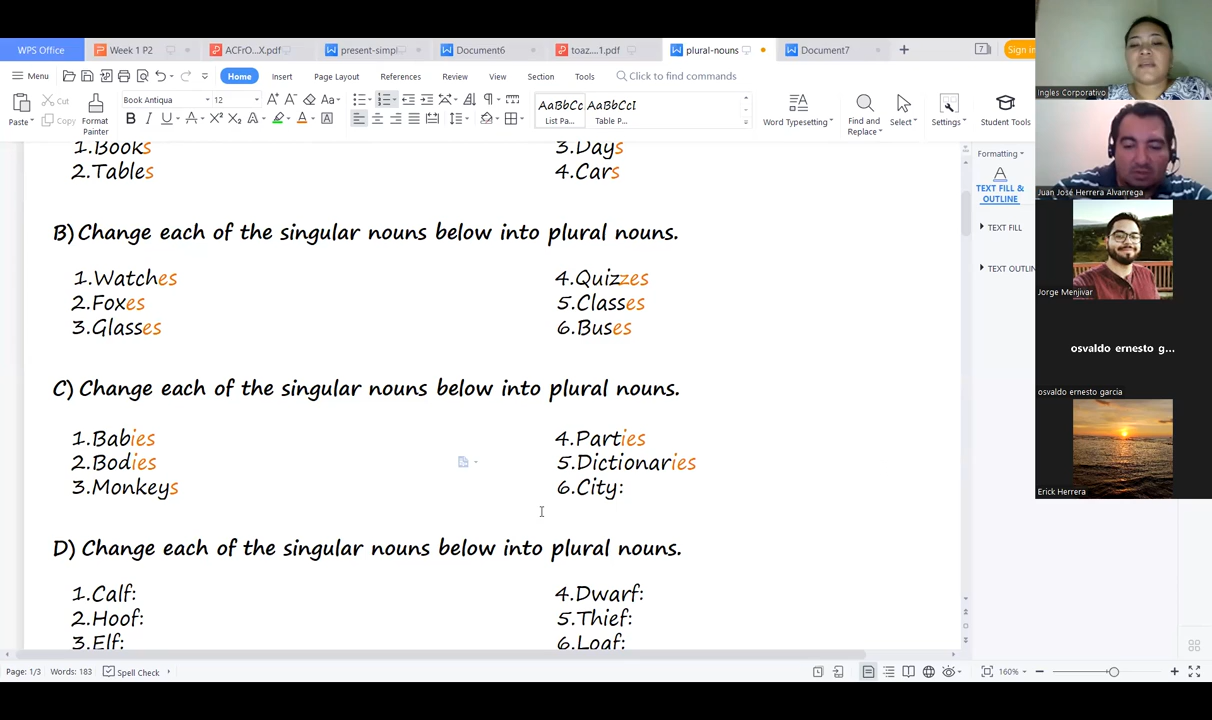 WPS Office
Week 1 P2
ACFrO...X.pdf
present-simpl
Document6
toaz....1.pdf
plural-nouns
Document7
Sign in
Menu
Home
Insert
Page Layout
References
Review
View
Section
Tools
Click to find commands
Paste
Cut
Copy
Format Painter
Book Antiqua
12
AaBbCc
AaBbCcI
List Pa...
Table P...
Word Typesetting
Find and Replace
Select
Settings
Student Tools
1.Books
3.Days
2.Tables
4.Cars
B) Change each of the singular nouns below into plural nouns.
1.Watches
4.Quizzes
2.Foxes
5.Classes
3.Glasses
6.Buses
C) Change each of the singular nouns below into plural nouns.
1.Babies
4.Parties
2.Bodies
5.Dictionaries
3.Monkeys
6.City:
D) Change each of the singular nouns below into plural nouns.
1.Calf:
4.Dwarf:
2.Hoof:
5.Thief:
3.Elf:
6.Loaf:
Formatting
TEXT FILL & OUTLINE
TEXT FILL
TEXT OUTLIN
Ingles Corporativo
Juan José Herrera Alvanrega
Jorge Menjivar
osvaldo ernesto g...
osvaldo ernesto garcia
Erick Herrera
Page: 1/3
Words: 183
Spell Check
160%